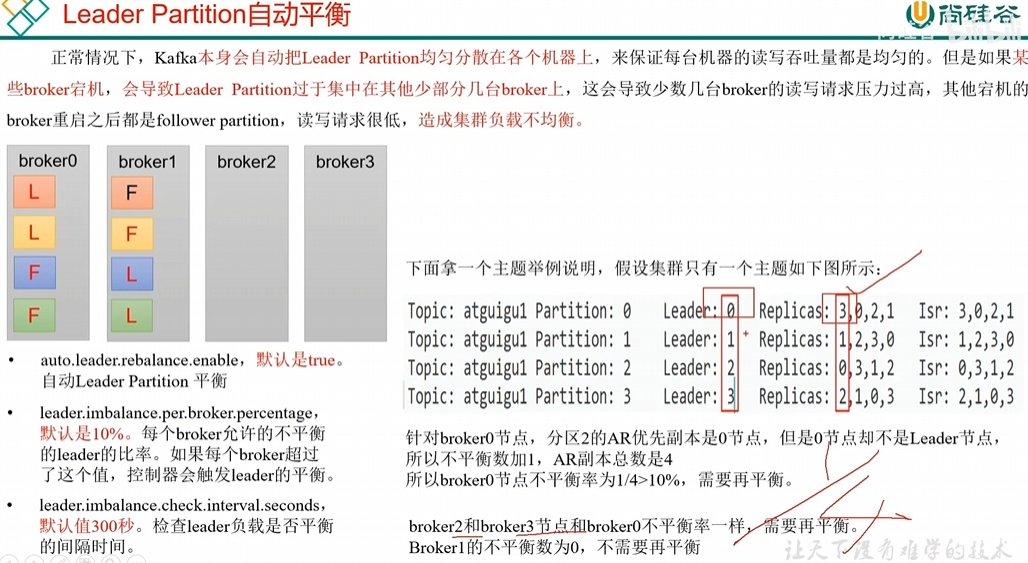 Leader Partition自动平衡
尚硅谷
正常情况下，Kafka本身会自动把Leader Partition均匀分散在各个机器上，来保证每台机器的读写吞吐量都是均匀的。但是如果某
些broker宕机，会导致Leader Partition过于集中在其他少部分几台broker上，这会导致少数几台broker的读写请求压力过高，其他宕机的
broker重启之后都是follower partition，读写请求很低，造成集群负载不均衡。
broker0 broker1 broker2 broker3
L F
L F
F L
F L
auto.leader.rebalance.enable，默认是true。
自动Leader Partition 平衡
leader.imbalance.per.broker.percentage，
默认是10%。每个broker允许的不平衡
的leader的比率。如果每个broker超过
了这个值，控制器会触发leader的平衡。
leader.imbalance.check.interval.seconds，
默认值300秒。检查leader负载是否平衡
的间隔时间。
下面拿一个主题举例说明，假设集群只有一个主题如下图所示：
Topic: atguigu1 Partition: 0 Leader: 0 Replicas: 3,0,2,1 Isr: 3,0,2,1
Topic: atguigu1 Partition: 1 Leader: 1 Replicas: 1,2,3,0 Isr: 1,2,3,0
Topic: atguigu1 Partition: 2 Leader: 2 Replicas: 0,3,1,2 Isr: 0,3,1,2
Topic: atguigu1 Partition: 3 Leader: 3 Replicas: 2,1,0,3 Isr: 2,1,0,3
针对broker0节点，分区2的AR优先副本是0节点，但是0节点却不是Leader节点，
所以不平衡数加1，AR副本总数是4
所以broker0节点不平衡率为1/4>10%，需要再平衡。
broker2和broker3节点和broker0不平衡率一样，需要再平衡。
Broker1的不平衡数为0，不需要再平衡
让天下没有难学的技术